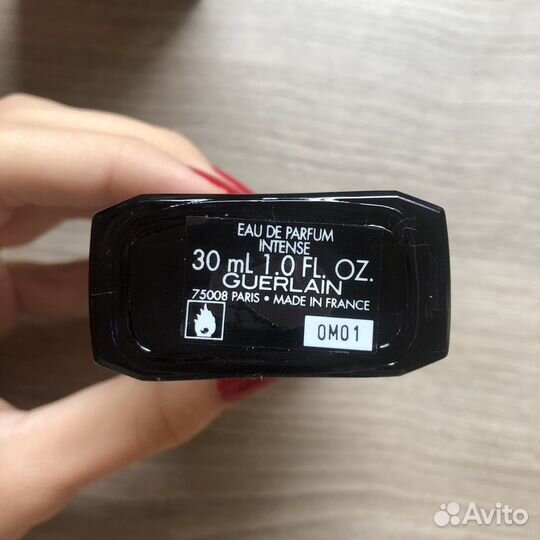 EAU DE PARFUM
INTENSE
30 mL 1.0 FL. OZ.
GUERLAIN
75008 PARIS • MADE IN FRANCE
0M01
Avito